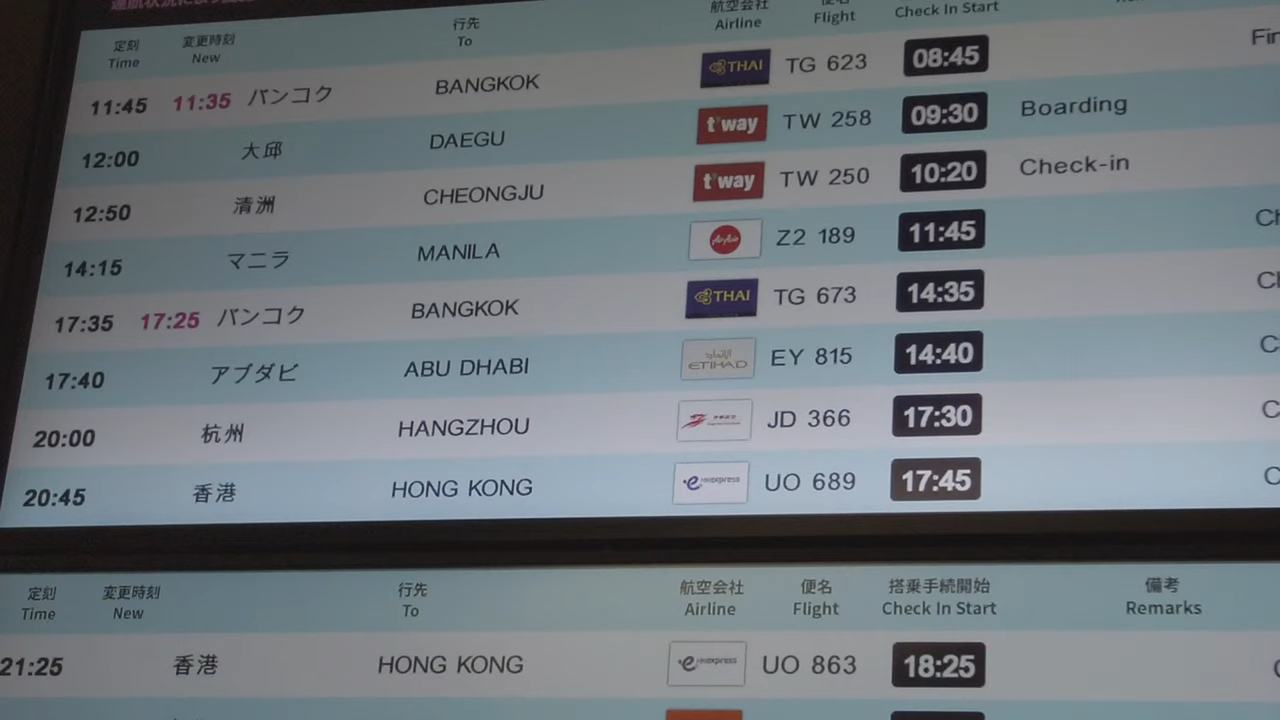 定刻 変更時刻 行先 航空会社 便名
Time New To Airline Flight Check In Start
11:45 11:35 バンコク BANGKOK THAI TG 623 08:45
12:00 大邱 DAEGU t'way TW 258 09:30 Boarding
12:50 清洲 CHEONGJU t'way TW 250 10:20 Check-in
14:15 マニラ MANILA AirAsia Z2 189 11:45
17:35 17:25 バンコク BANGKOK THAI TG 673 14:35
17:40 アブダビ ABU DHABI ETIHAD EY 815 14:40
20:00 杭州 HANGZHOU JD 366 17:30
20:45 香港 HONG KONG express UO 689 17:45
定刻 変更時刻 行先 航空会社 便名 搭乗手続開始 備考
Time New To Airline Flight Check In Start Remarks
21:25 香港 HONG KONG express UO 863 18:25